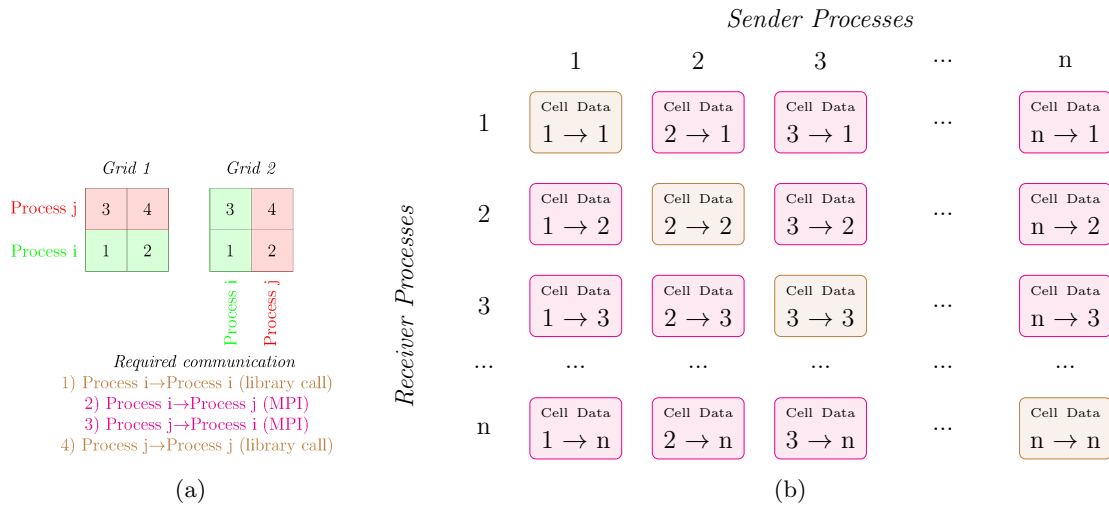 Grid 1 Grid 2
Process j 3 4 3 4
Process i 1 2 1 2
Process i
Process j
Required communication
1) Process i→Process i (library call)
2) Process i→Process j (MPI)
3) Process j→Process i (MPI)
4) Process j→Process j (library call)
(a)
Sender Processes
1 2 3 ... n
Receiver Processes
Cell Data Cell Data Cell Data Cell Data
1 1 → 1 2 → 1 3 → 1 ... n → 1
Cell Data Cell Data Cell Data Cell Data
2 1 → 2 2 → 2 3 → 2 ... n → 2
Cell Data Cell Data Cell Data Cell Data
3 1 → 3 2 → 3 3 → 3 ... n → 3
... ... ... ... ... ...
Cell Data Cell Data Cell Data Cell Data
n 1 → n 2 → n 3 → n ... n → n
(b)